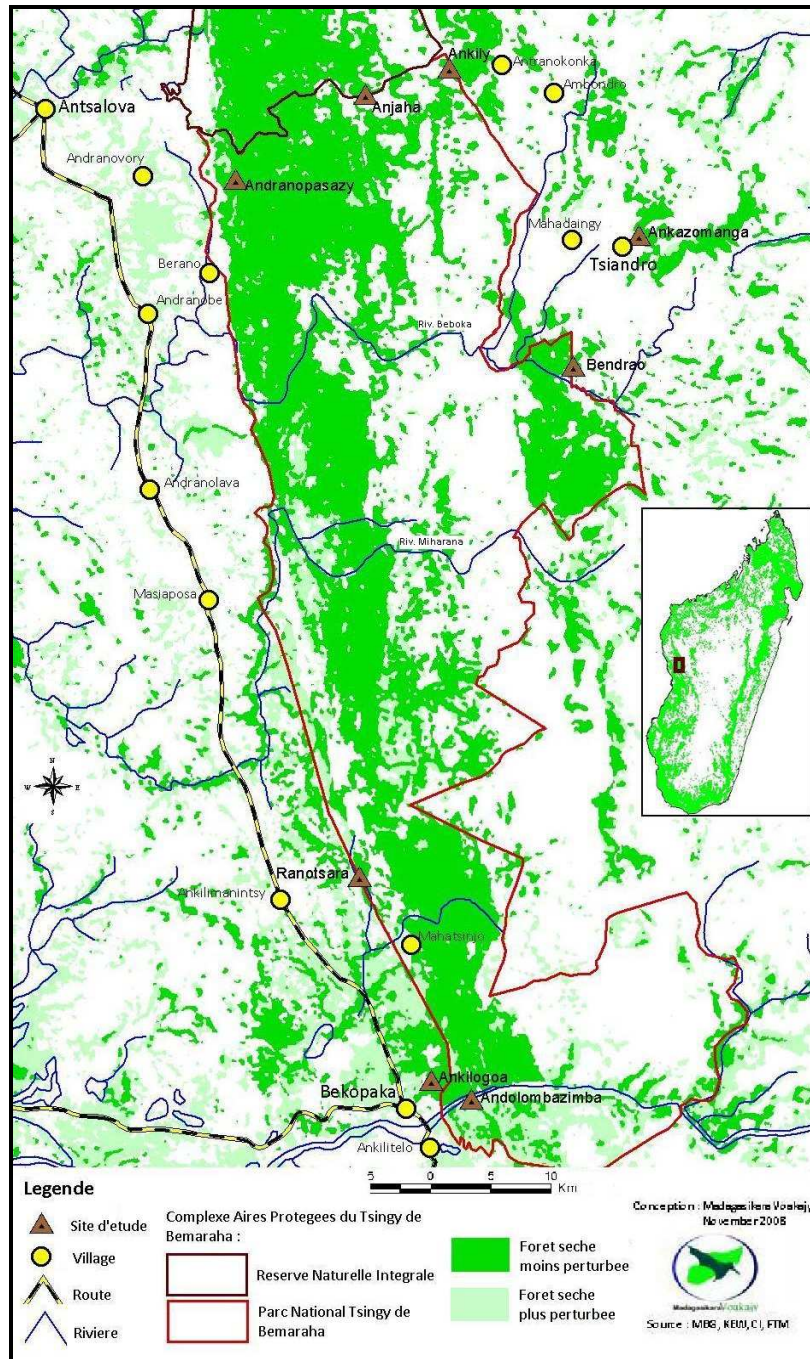 Ankily
Antranokonka
Ambondro
Antsalova
Anjaha
Andranovory
Andranopasazy
Mahadaingy
Ankazomanga
Tsiandro
Berano
Andranobe
Riv. Beboka
Bendrao
Andranolava
Riv. Miharana
Masiaposa
N
W
E
S
Ranotsara
Ankilimanintsy
Mahatsinjo
Ankilogoa
Bekopaka
Andolombazimba
Ankilitelo
5 0 5 10
Km
Legende
Site d'etude
Village
Route
Riviere
Complexe Aires Protegees du Tsingy de
Bemaraha :
Reserve Naturelle Integrale
Parc National Tsingy de
Bemaraha
Foret seche
moins perturbee
Foret seche
plus perturbee
Conception : Madagasikara Voakajy
November 2008
Madagasikara Voakajy
Source : MBG, KEW, CI, FTM